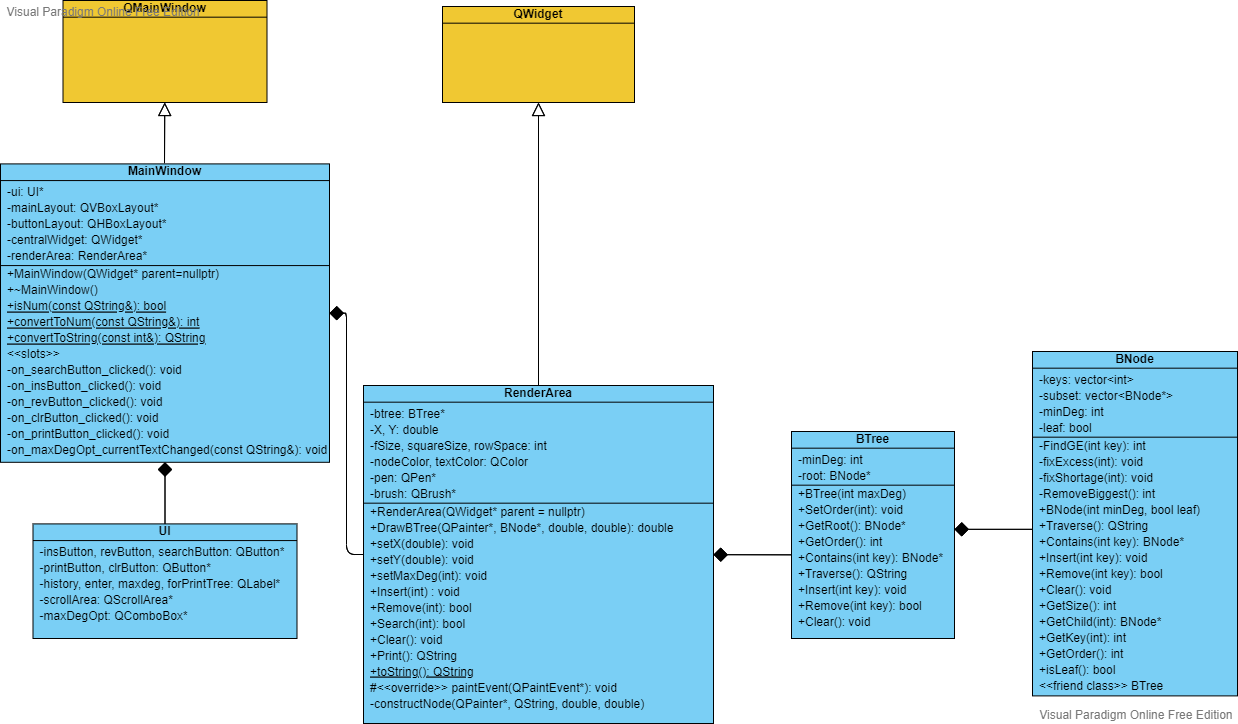 Visual Paradigm Online Free Edition
QMainWindow
QWidget
MainWindow
-ui: UI*
-mainLayout: QVBoxLayout*
-buttonLayout: QHBoxLayout*
-centralWidget: QWidget*
-renderArea: RenderArea*
+MainWindow(QWidget* parent=nullptr)
+~MainWindow()
+isNum(const QString&): bool
+convertToNum(const QString&): int
+convertToString(const int&): QString
<<slots>>
-on_searchButton_clicked(): void
-on_insButton_clicked(): void
-on_revButton_clicked(): void
-on_clrButton_clicked(): void
-on_printButton_clicked(): void
-on_maxDegOpt_currentTextChanged(const QString&): void
UI
-insButton, revButton, searchButton: QButton*
-printButton, clrButton: QButton*
-history, enter, maxdeg, forPrintTree: QLabel*
-scrollArea: QScrollArea*
-maxDegOpt: QComboBox*
RenderArea
-btree: BTree*
-X, Y: double
-fSize, squareSize, rowSpace: int
-nodeColor, textColor: QColor
-pen: QPen*
-brush: QBrush*
+RenderArea(QWidget* parent = nullptr)
+DrawBTree(QPainter*, BNode*, double, double): double
+setX(double): void
+setY(double): void
+setMaxDeg(int): void
+Insert(int) : void
+Remove(int): bool
+Search(int): bool
+Clear(): void
+Print(): QString
+toString(): QString
#<<override>> paintEvent(QPaintEvent*): void
-constructNode(QPainter*, QString, double, double)
BTree
-minDeg: int
-root: BNode*
+BTree(int maxDeg)
+SetOrder(int): void
+GetRoot(): BNode*
+GetOrder(): int
+Contains(int key): BNode*
+Traverse(): QString
+Insert(int key): void
+Remove(int key): bool
+Clear(): void
BNode
-keys: vector<int>
-subset: vector<BNode*>
-minDeg: int
-leaf: bool
-FindGE(int key): int
-fixExcess(int): void
-fixShortage(int): void
-RemoveBiggest(): int
+BNode(int minDeg, bool leaf)
+Traverse(): QString
+Contains(int key): BNode*
+Insert(int key): void
+Remove(int key): bool
+Clear(): void
+GetSize(): int
+GetChild(int): BNode*
+GetKey(int): int
+GetOrder(): int
+isLeaf(): bool
<<friend class>> BTree
Visual Paradigm Online Free Edition